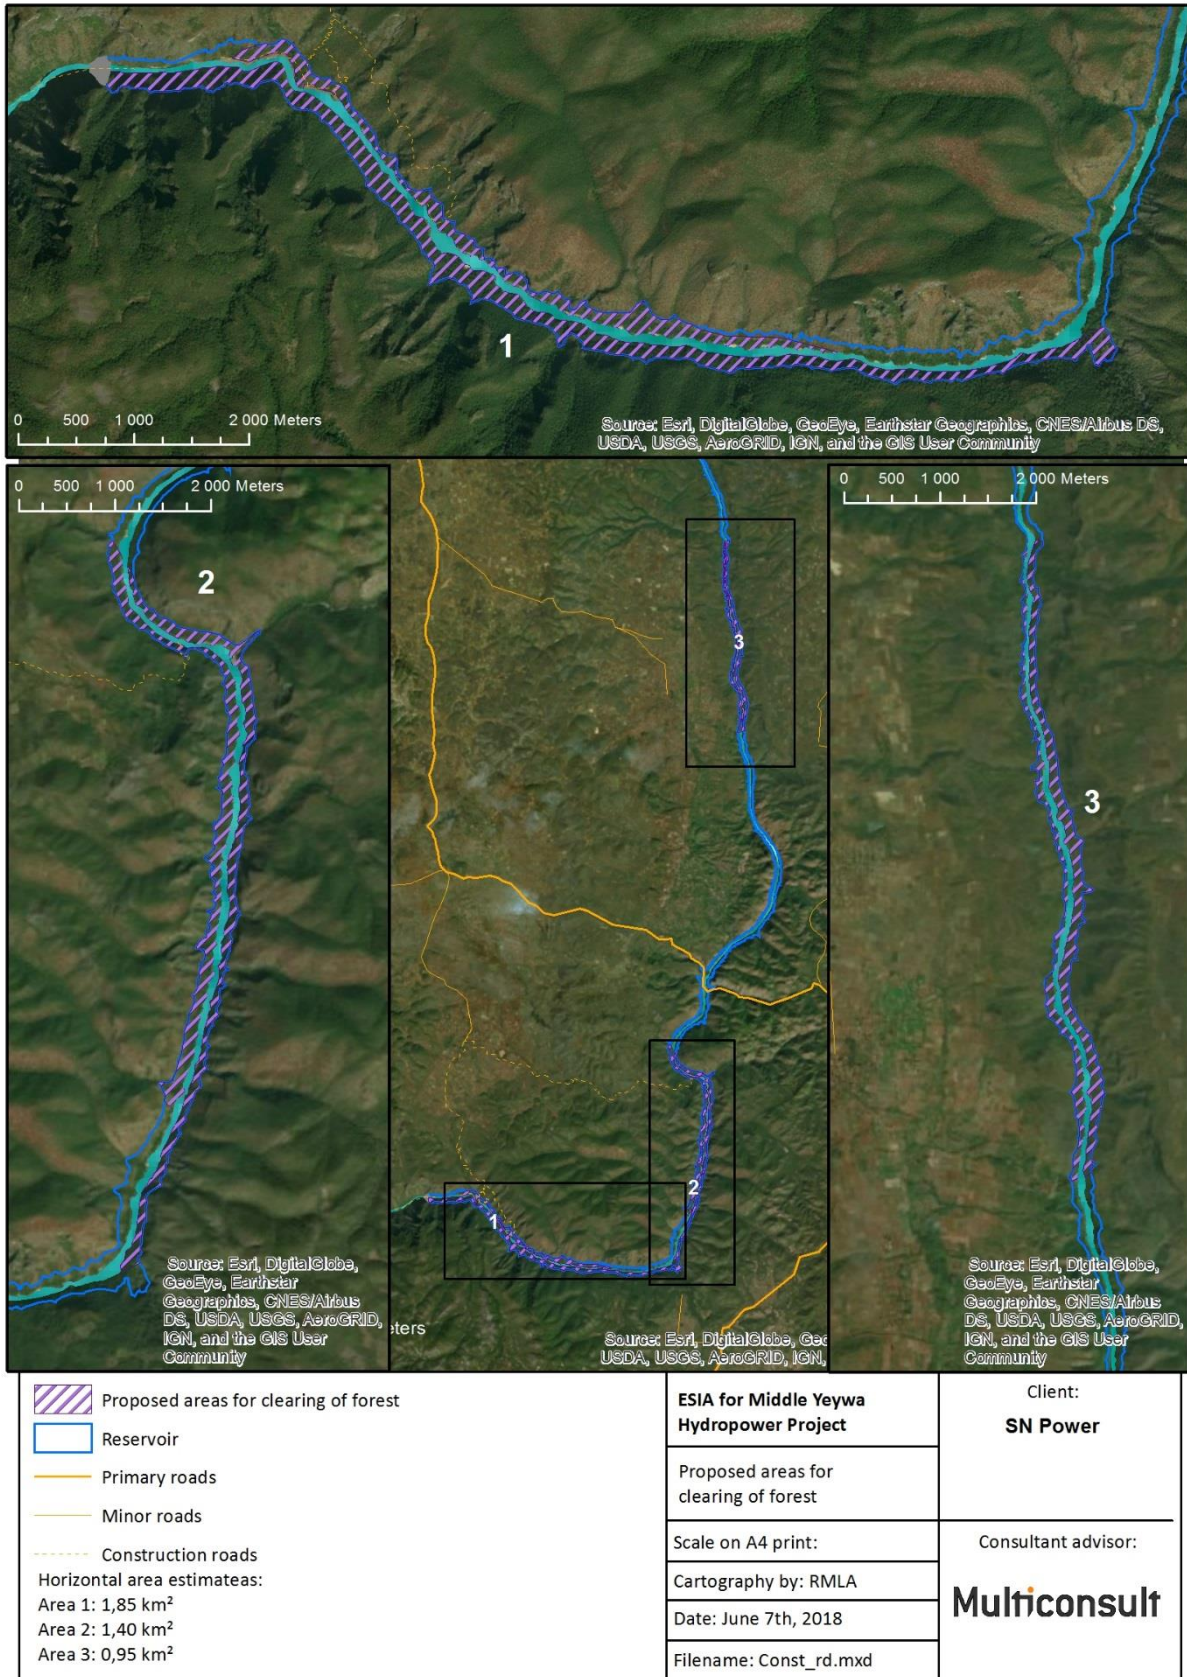 1
0 500 1 000 2 000 Meters
Source: Esri, DigitalGlobe, GeoEye, Earthstar Geographics, CNES/Airbus DS,
USDA, USGS, AeroGRID, IGN, and the GIS User Community
0 500 1 000 2 000 Meters
2
Source: Esri, DigitalGlobe,
GeoEye, Earthstar
Geographics, CNES/Airbus
DS, USDA, USGS, AeroGRID,
IGN, and the GIS User
Community
3
2
1
eters
Source: Esri, DigitalGlobe, Geo
USDA, USGS, AeroGRID, IGN,
0 500 1 000 2 000 Meters
3
Source: Esri, DigitalGlobe,
GeoEye, Earthstar
Geographics, CNES/Airbus
DS, USDA, USGS, AeroGRID,
IGN, and the GIS User
Community
Proposed areas for clearing of forest
Reservoir
Primary roads
Minor roads
Construction roads
Horizontal area estimateas:
Area 1: 1,85 km²
Area 2: 1,40 km²
Area 3: 0,95 km²
ESIA for Middle Yeywa
Hydropower Project
Proposed areas for
clearing of forest
Scale on A4 print:
Cartography by: RMLA
Date: June 7th, 2018
Filename: Const_rd.mxd
Client:
SN Power
Consultant advisor:
Multiconsult